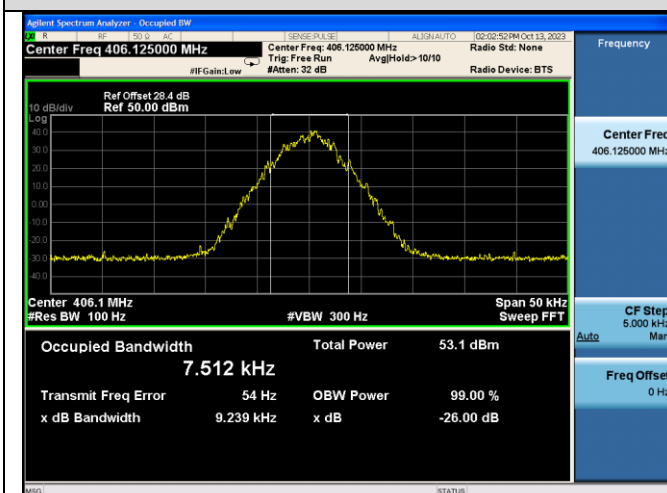 Agilent Spectrum Analyzer - Occupied BW
R RF 50 Ω AC SENSE:PULSE ALIGN AUTO 02:02:52 PM Oct 13, 2023
Center Freq 406.125000 MHz
Center Freq: 406.125000 MHz
Radio Std: None
Trig: Free Run Avg|Hold:>10/10
#IFGain:Low #Atten: 32 dB Radio Device: BTS
Frequency
Ref Offset 28.4 dB
10 dB/div Ref 50.00 dBm
Log
40.0
30.0
20.0
10.0
0.00
-10.0
-20.0
-30.0
-40.0
Center 406.1 MHz Span 50 kHz
#Res BW 100 Hz #VBW 300 Hz Sweep FFT
Occupied Bandwidth Total Power 53.1 dBm
7.512 kHz
Transmit Freq Error 54 Hz OBW Power 99.00 %
x dB Bandwidth 9.239 kHz x dB -26.00 dB
Center Freq
406.125000 MHz
CF Step
5.000 kHz
Auto Man
Freq Offset
0 Hz
MSG STATUS